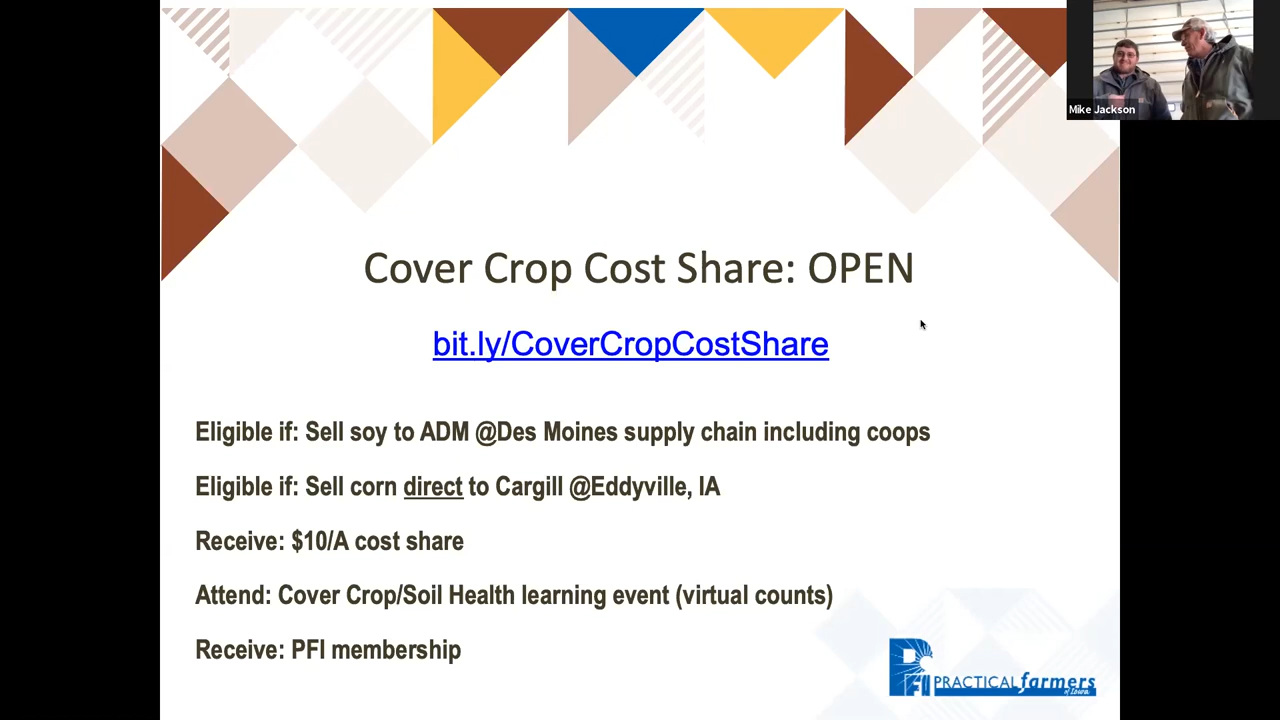 Mike Jackson
Cover Crop Cost Share: OPEN
bit.ly/CoverCropCostShare
Eligible if: Sell soy to ADM @Des Moines supply chain including coops
Eligible if: Sell corn direct to Cargill @Eddyville, IA
Receive: $10/A cost share
Attend: Cover Crop/Soil Health learning event (virtual counts)
Receive: PFI membership
PFI PRACTICAL farmers
of Iowa